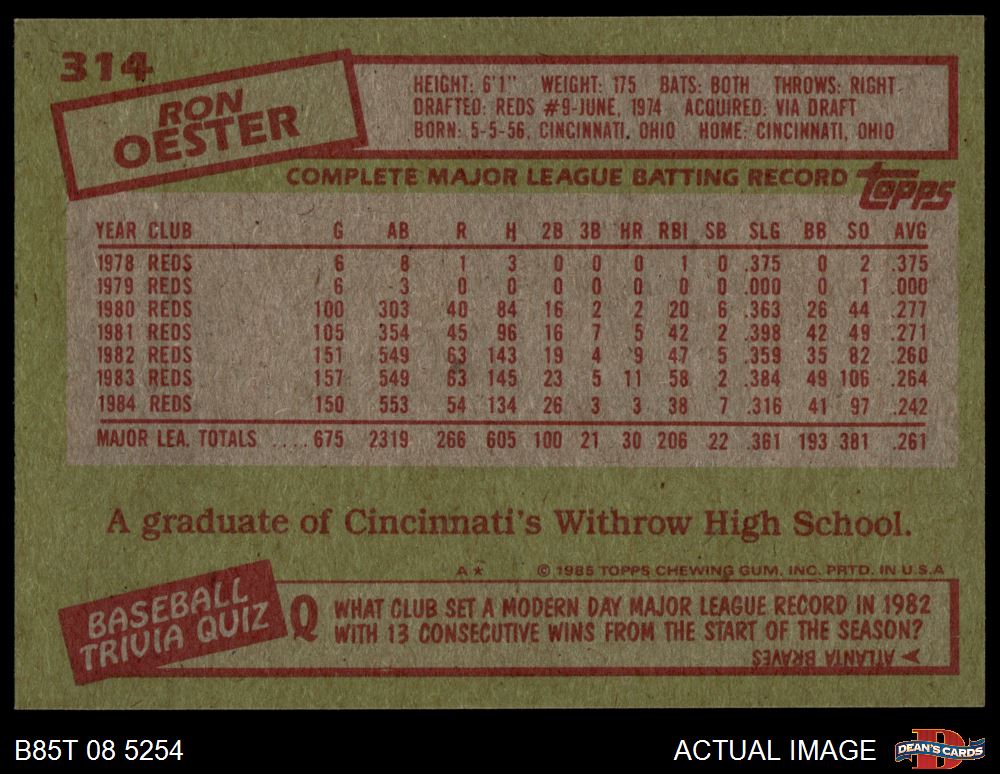 314
RON
OESTER
HEIGHT: 6'1" WEIGHT: 175 BATS: BOTH THROWS: RIGHT
DRAFTED: REDS #9-JUNE, 1974 ACQUIRED: VIA DRAFT
BORN: 5-5-56, CINCINNATI, OHIO HOME: CINCINNATI, OHIO
COMPLETE MAJOR LEAGUE BATTING RECORD topps
YEAR CLUB G AB R H 2B 3B HR RBI SB SLG BB SO AVG
1978 REDS 6 8 1 3 0 0 0 1 0 .375 0 2 .375
1979 REDS 6 3 0 0 0 0 0 0 0 .000 0 1 .000
1980 REDS 100 303 40 84 16 2 2 20 6 .363 26 44 .277
1981 REDS 105 354 45 96 16 7 5 42 2 .398 42 49 .271
1982 REDS 151 549 63 143 19 4 9 47 5 .359 35 82 .260
1983 REDS 157 549 63 145 23 5 11 58 2 .384 49 106 .264
1984 REDS 150 553 54 134 26 3 3 38 7 .316 41 97 .242
MAJOR LEA. TOTALS .... 675 2319 266 605 100 21 30 206 22 .361 193 381 .261
A graduate of Cincinnati's Withrow High School.
A* © 1985 TOPPS CHEWING GUM, INC. PRTD. IN U.S.A
BASEBALL
TRIVIA QUIZ
Q WHAT CLUB SET A MODERN DAY MAJOR LEAGUE RECORD IN 1982
WITH 13 CONSECUTIVE WINS FROM THE START OF THE SEASON?
ATLANTA BRAVES
B85T 08 5254
ACTUAL IMAGE
DEAN'S CARDS